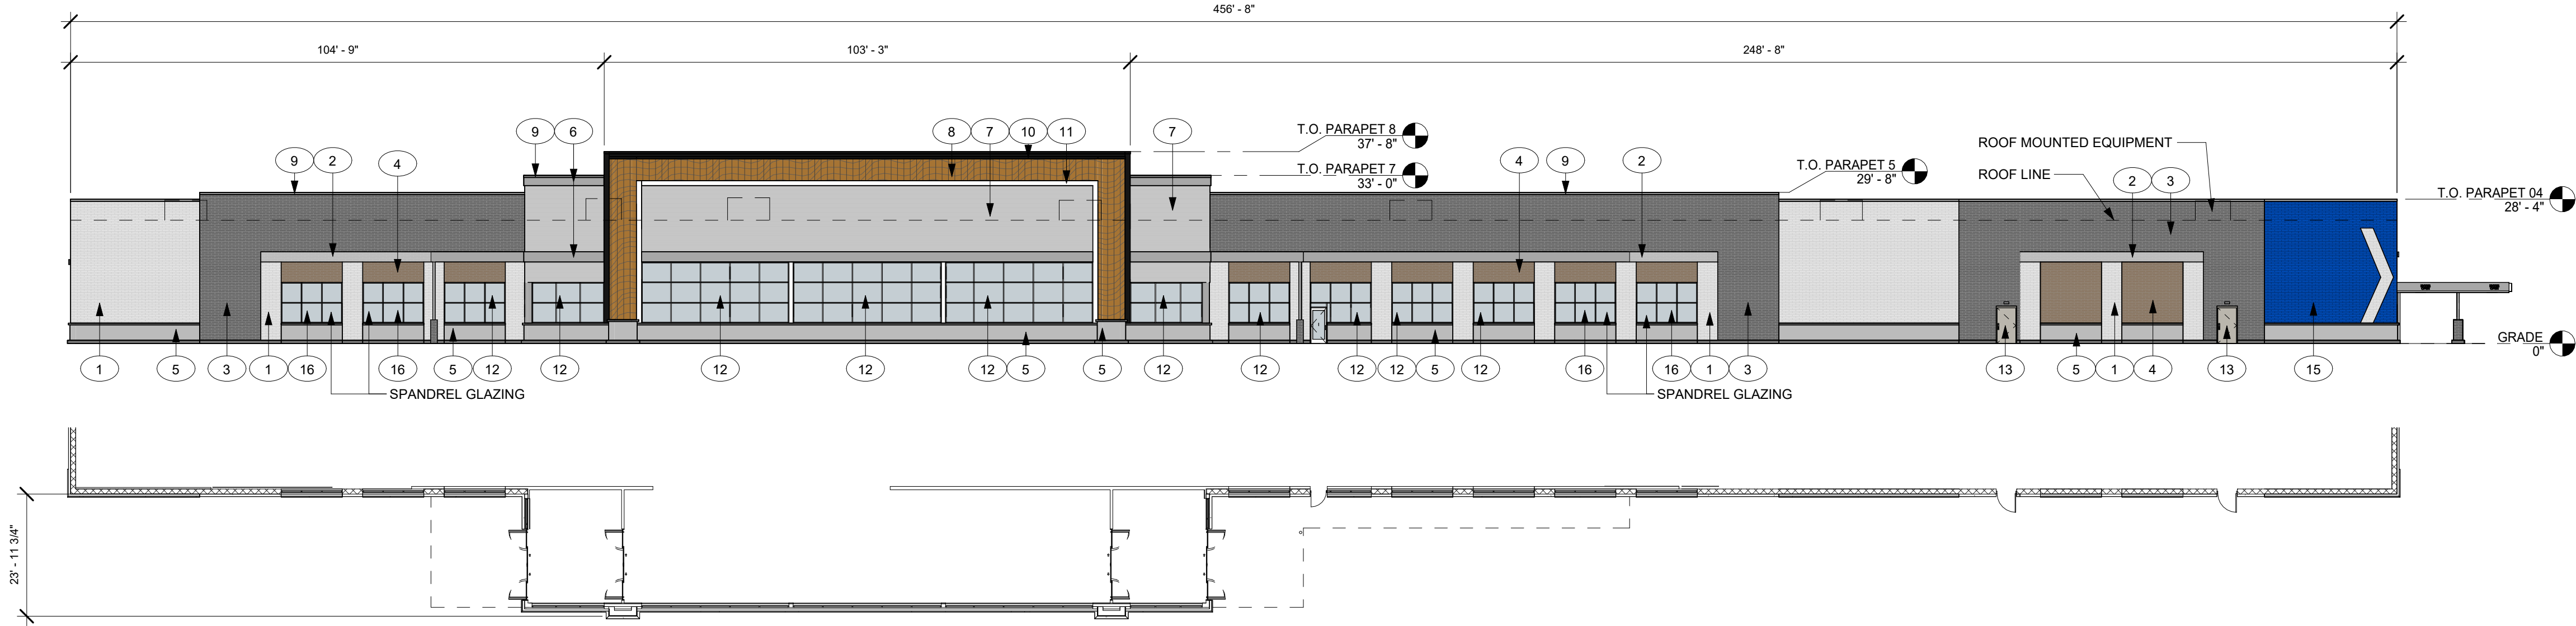 456' - 8"
104' - 9"
103' - 3"
248' - 8"
9
6
8
7
10
11
7
T.O. PARAPET 8
37' - 8"
9
2
4
T.O. PARAPET 7
33' - 0"
4
9
2
T.O. PARAPET 5
29' - 8"
ROOF MOUNTED EQUIPMENT
ROOF LINE
2
3
T.O. PARAPET 04
28' - 4"
GRADE
0"
1
5
3
1
16
16
5
12
12
12
12
12
5
5
12
12
12
12
5
12
16
16
1
3
13
5
1
4
13
15
SPANDREL GLAZING
SPANDREL GLAZING
23' - 11 3/4"